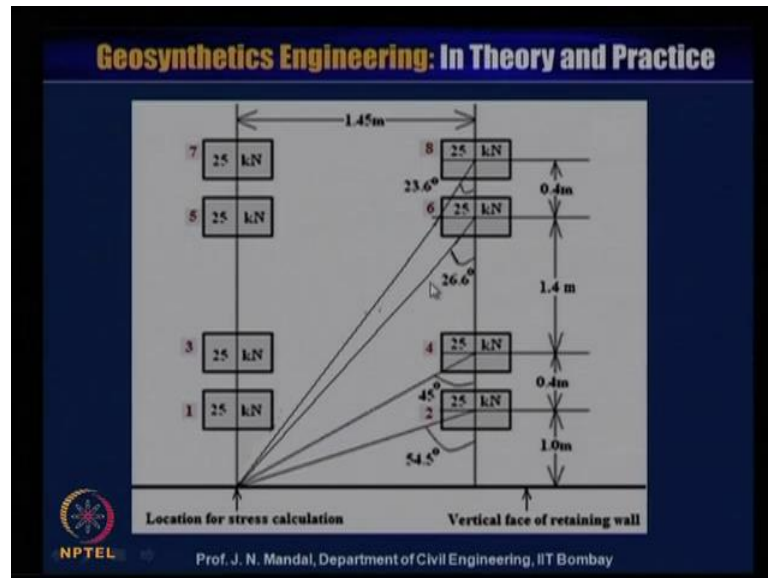 Geosynthetics Engineering: In Theory and Practice
1.45m
7 25 kN
8 25 kN
23.6° 0.4m
5 25 kN
6 25 kN
26.6°
1.4 m
3 25 kN
4 25 kN
45° 0.4m
1 25 kN
2 25 kN
54.5° 1.0m
Location for stress calculation
Vertical face of retaining wall
NPTEL
Prof. J. N. Mandal, Department of Civil Engineering, IIT Bombay